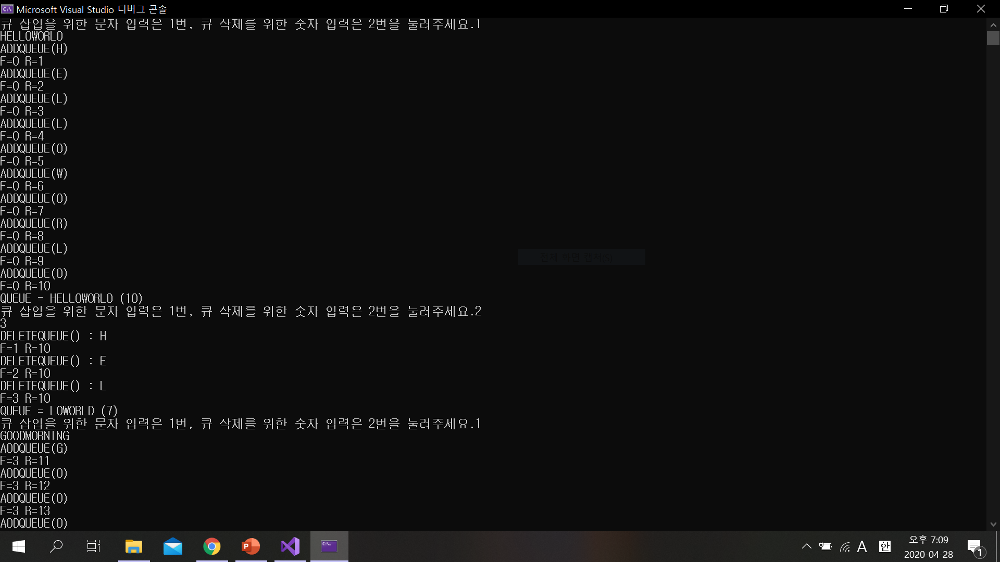 Microsoft Visual Studio 디버그 콘솔
큐 삽입을 위한 문자 입력은 1번, 큐 삭제를 위한 숫자 입력은 2번을 눌러주세요.1
HELLOWORLD
ADDQUEUE(H)
F=0 R=1
ADDQUEUE(E)
F=0 R=2
ADDQUEUE(L)
F=0 R=3
ADDQUEUE(L)
F=0 R=4
ADDQUEUE(O)
F=0 R=5
ADDQUEUE(W)
F=0 R=6
ADDQUEUE(O)
F=0 R=7
ADDQUEUE(R)
F=0 R=8
ADDQUEUE(L)
F=0 R=9
ADDQUEUE(D)
F=0 R=10
QUEUE = HELLOWORLD (10)
큐 삽입을 위한 문자 입력은 1번, 큐 삭제를 위한 숫자 입력은 2번을 눌러주세요.2
3
DELETEQUEUE() : H
F=1 R=10
DELETEQUEUE() : E
F=2 R=10
DELETEQUEUE() : L
F=3 R=10
QUEUE = LOWORLD (7)
큐 삽입을 위한 문자 입력은 1번, 큐 삭제를 위한 숫자 입력은 2번을 눌러주세요.1
GOODMORNING
ADDQUEUE(G)
F=3 R=11
ADDQUEUE(O)
F=3 R=12
ADDQUEUE(O)
F=3 R=13
ADDQUEUE(D)
전체 화면 캡처(S)
A 한
오후 7:09
2020-04-28
1